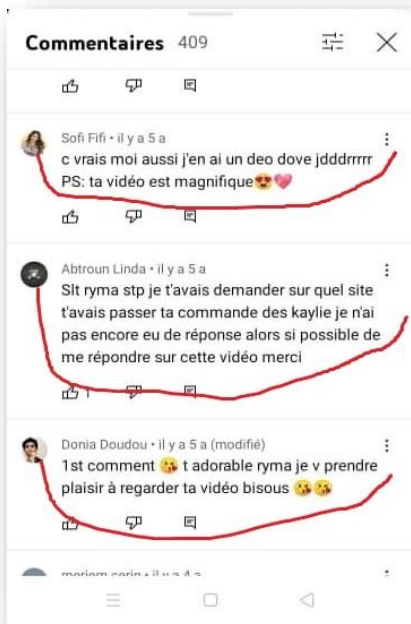 Commentaires 409
Sofi Fifi • il y a 5 a
c vrais moi aussi j'en ai un deo dove jdddrrrrr
PS: ta vidéo est magnifique😍💖
Abtroun Linda • il y a 5 a
Slt ryma stp je t'avais demander sur quel site
t'avais passer ta commande des kaylie je n'ai
pas encore eu de réponse alors si possible de
me répondre sur cette vidéo merci
1
Donia Doudou • il y a 5 a (modifié)
1st comment 😘 t adorable ryma je v prendre
plaisir à regarder ta vidéo bisous 😘😘